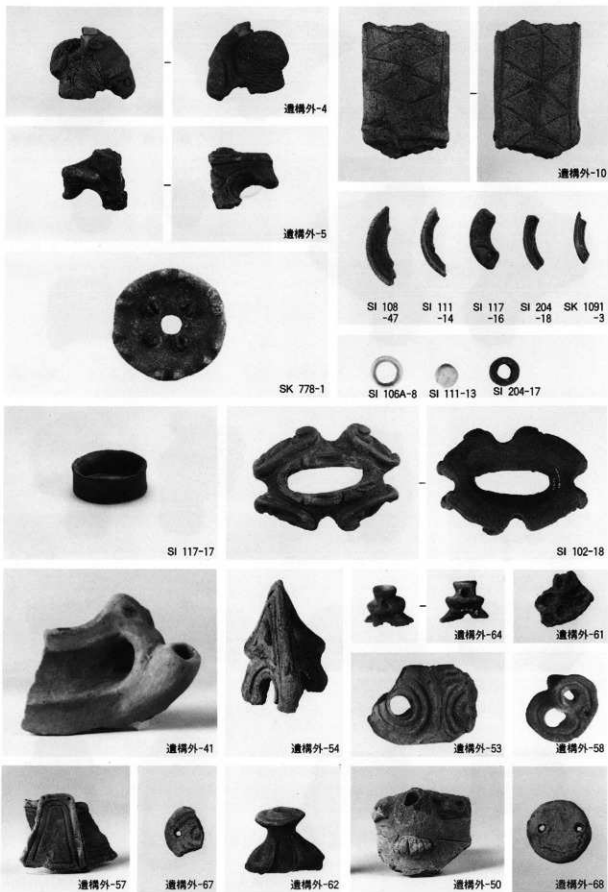 遺構外-4
遺構外-10
遺構外-5
SI 108
-47
SI 111
-14
SI 117
-16
SI 204
-18
SK 1091
-3
SK 778-1
SI 106A-8
SI 111-13
SI 204-17
SI 117-17
SI 102-18
遺構外-41
遺構外-54
遺構外-64
遺構外-61
遺構外-53
遺構外-58
遺構外-57
遺構外-67
遺構外-62
遺構外-50
遺構外-68